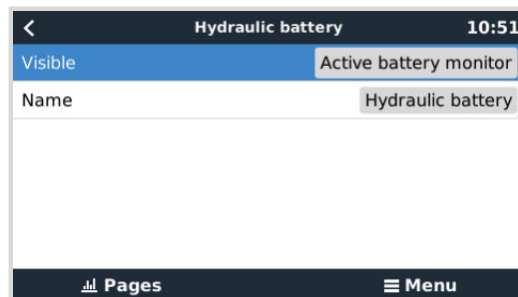 Hydraulic battery 10:51
Visible Active battery monitor
Name Hydraulic battery
Pages Menu